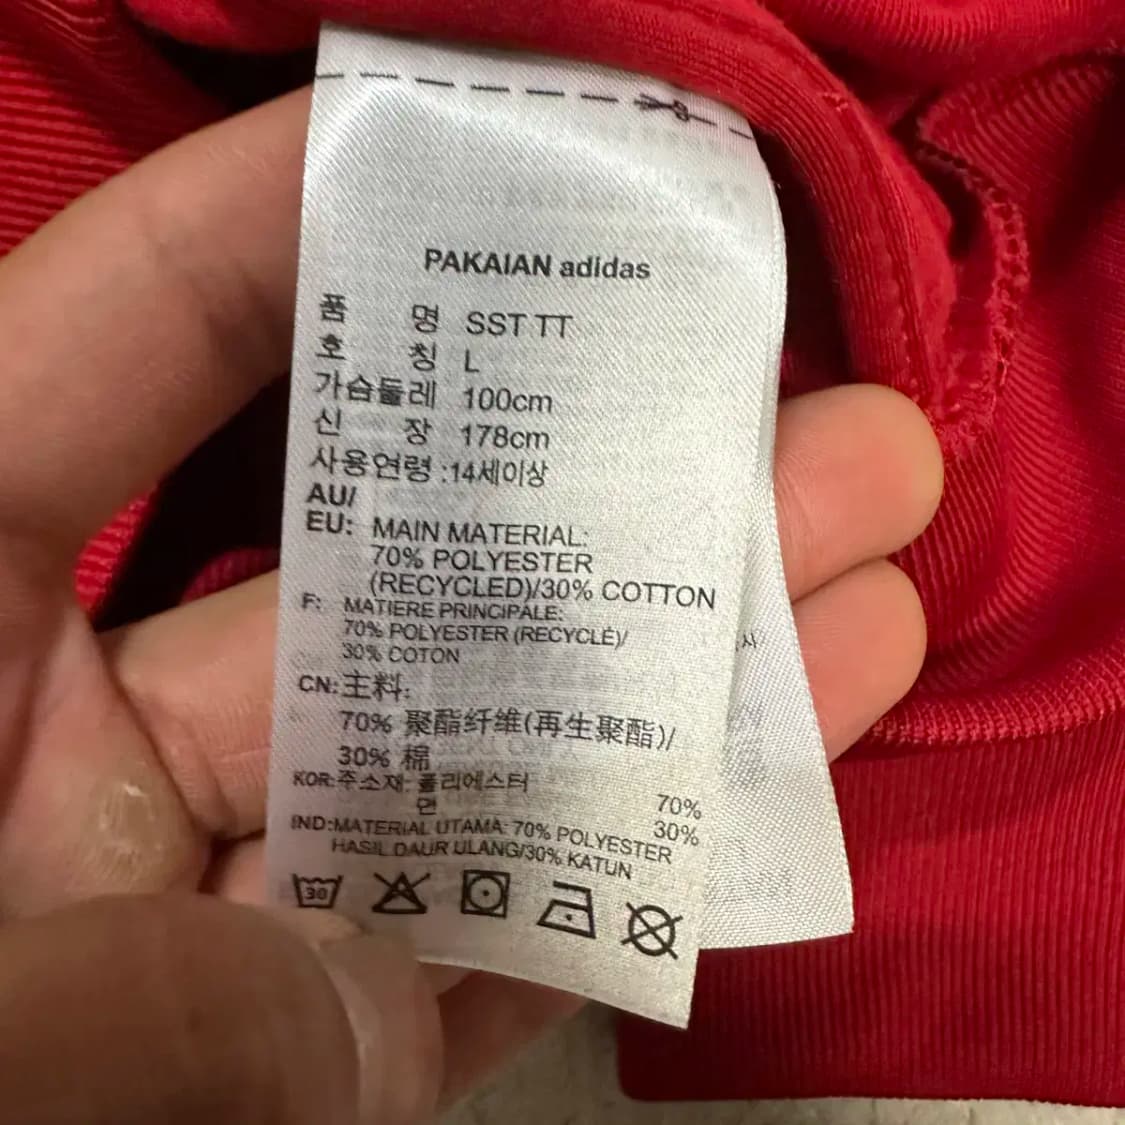 PAKAIAN adidas
품 명 SST TT
호 칭 L
가슴둘레 100cm
신 장 178cm
사용연령 :14세이상
AU/
EU: MAIN MATERIAL:
70% POLYESTER
(RECYCLED)/30% COTTON
F: MATIERE PRINCIPALE:
70% POLYESTER (RECYCLÉ)/
30% COTON
CN:主料:
70% 聚酯纤维(再生聚酯)/
30% 棉
KOR:주소재: 폴리에스터 70%
면 30%
IND:MATERIAL UTAMA: 70% POLYESTER
HASIL DAUR ULANG/30% KATUN
30